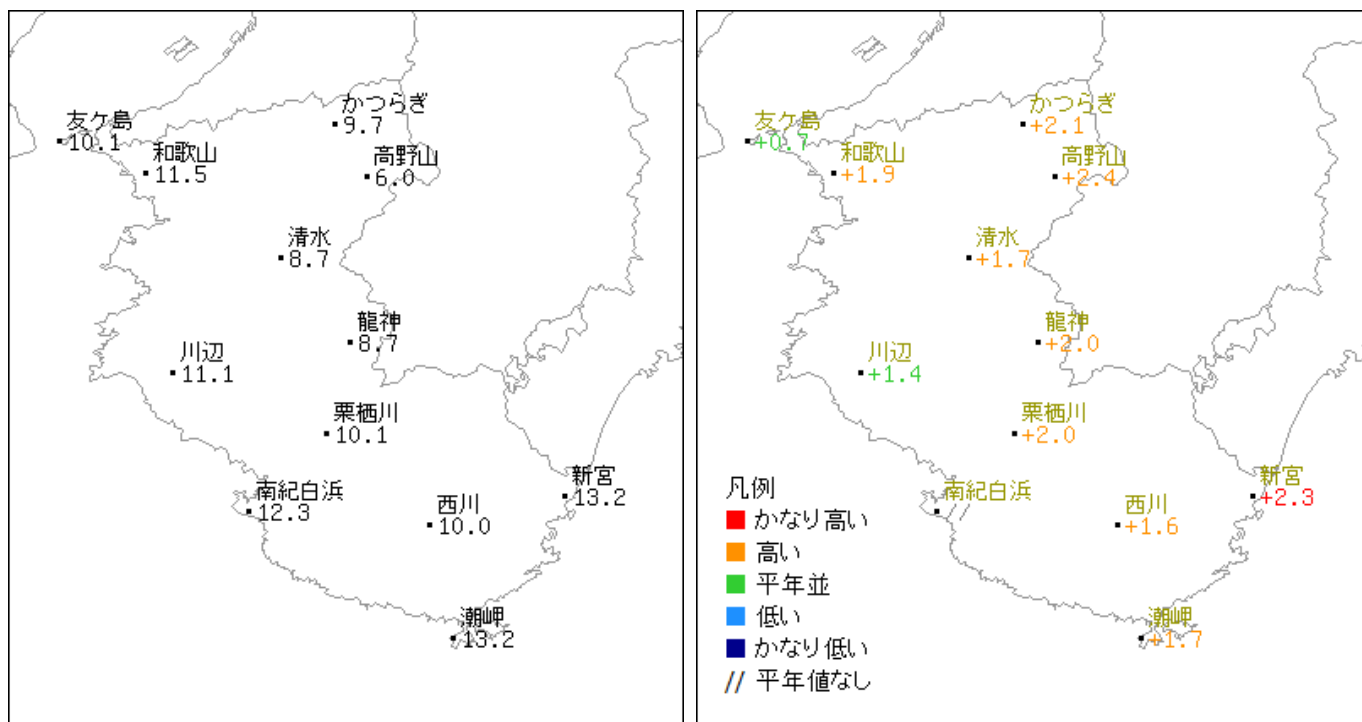 かつらぎ
9.7
友ケ島
10.1
和歌山
11.5
高野山
6.0
清水
8.7
龍神
8.7
川辺
11.1
栗栖川
10.1
南紀白浜
12.3
西川
10.0
新宮
13.2
潮岬
13.2
かつらぎ
+2.1
友ケ島
+0.7
和歌山
+1.9
高野山
+2.4
清水
+1.7
龍神
+2.0
川辺
+1.4
栗栖川
+2.0
南紀白浜
//
西川
+1.6
新宮
+2.3
潮岬
+1.7
凡例
かなり高い
高い
平年並
低い
かなり低い
// 平年値なし